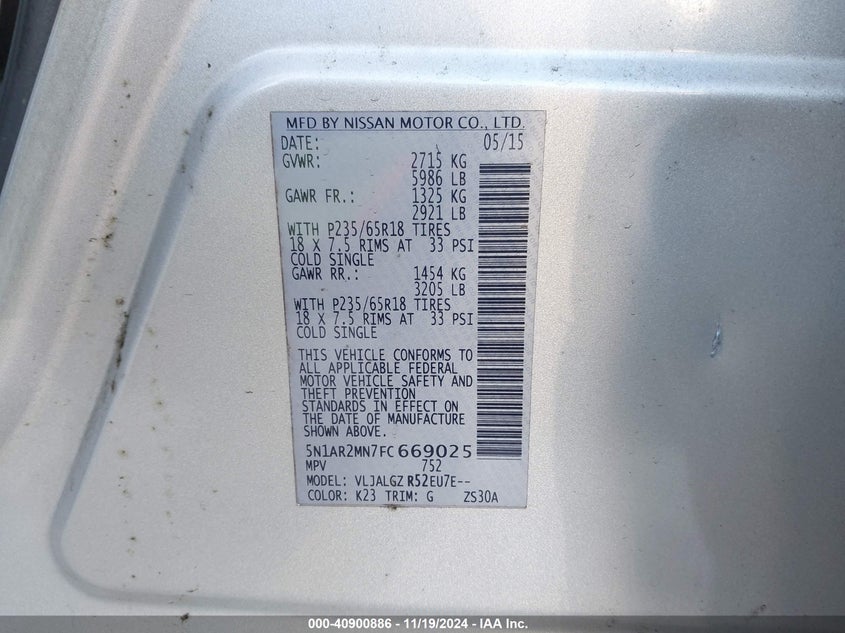 MFD BY NISSAN MOTOR CO., LTD.
DATE: 05/15
GVWR: 2715 KG
5986 LB
GAWR FR.: 1325 KG
2921 LB
WITH P235/65R18 TIRES
18 X 7.5 RIMS AT 33 PSI
COLD SINGLE
GAWR RR.: 1454 KG
3205 LB
WITH P235/65R18 TIRES
18 X 7.5 RIMS AT 33 PSI
COLD SINGLE
THIS VEHICLE CONFORMS TO
ALL APPLICABLE FEDERAL
MOTOR VEHICLE SAFETY AND
THEFT PREVENTION
STANDARDS IN EFFECT ON
THE DATE OF MANUFACTURE
SHOWN ABOVE.
5N1AR2MN7FC669025
MPV 752
MODEL: VLJALGZ R52EU7E--
COLOR: K23 TRIM: G ZS30A
000-40900886 - 11/19/2024 - IAA Inc.